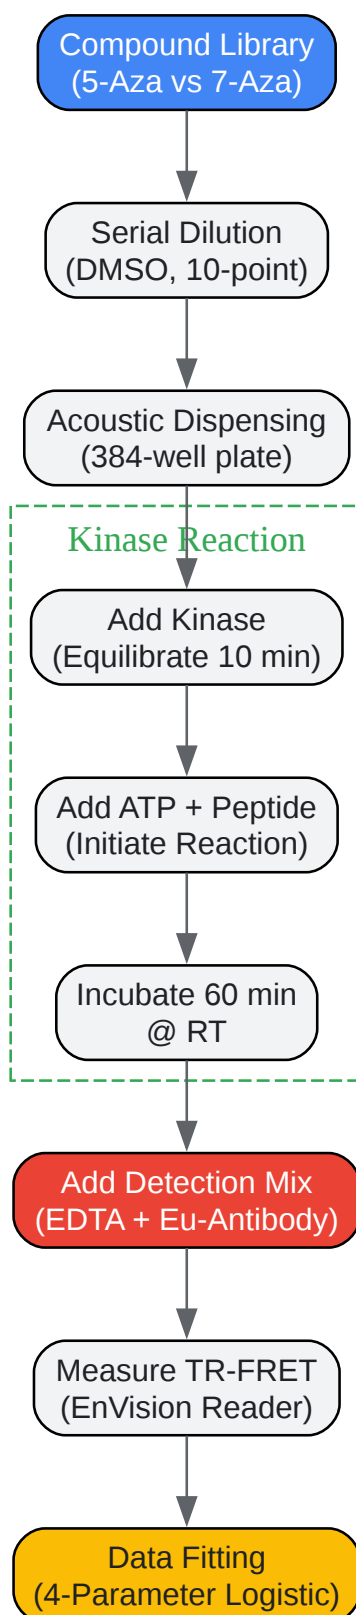 Compound Library
(5-Aza vs 7-Aza)
Serial Dilution
(DMSO, 10-point)
Acoustic Dispensing
(384-well plate)
Kinase Reaction
Add Kinase
(Equilibrate 10 min)
Add ATP + Peptide
(Initiate Reaction)
Incubate 60 min
@ RT
Add Detection Mix
(EDTA + Eu-Antibody)
Measure TR-FRET
(EnVision Reader)
Data Fitting
(4-Parameter Logistic)